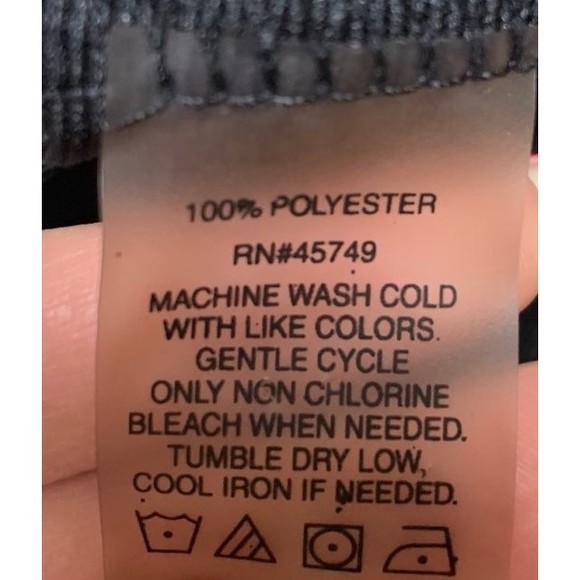 100% POLYESTER
RN#45749
MACHINE WASH COLD
WITH LIKE COLORS.
GENTLE CYCLE
ONLY NON CHLORINE
BLEACH WHEN NEEDED.
TUMBLE DRY LOW,
COOL IRON IF NEEDED.